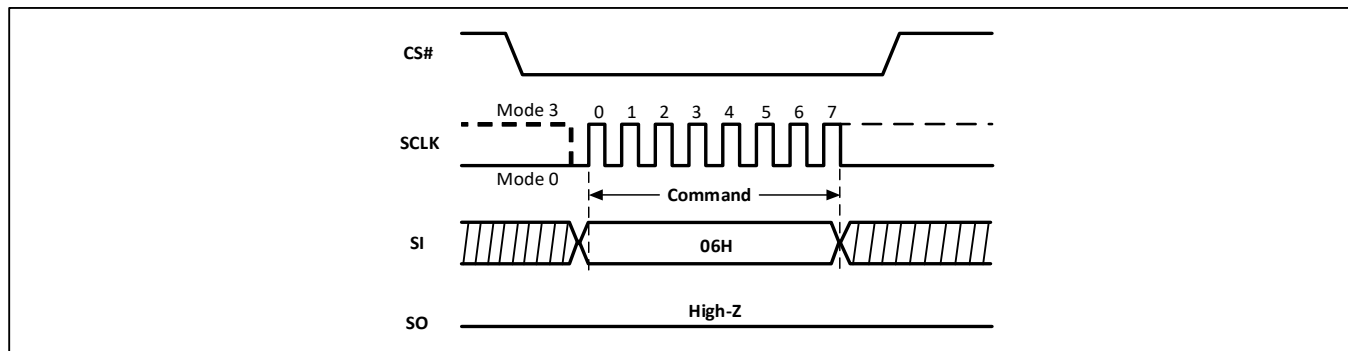 CS#
Mode 3 0 1 2 3 4 5 6 7
SCLK
Mode 0
Command
SI
06H
High-Z
SO